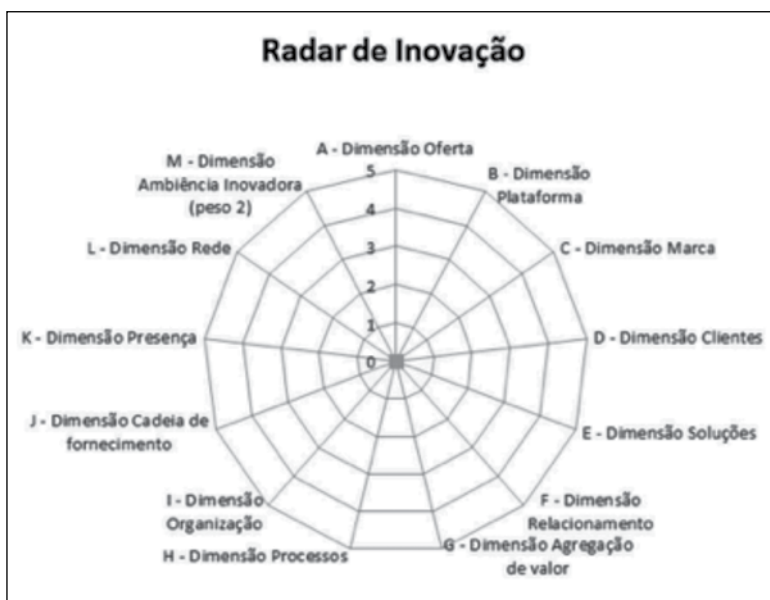 Radar de Inovação
A - Dimensão Oferta
B - Dimensão
Plataforma
C - Dimensão Marca
D - Dimensão Clientes
E - Dimensão Soluções
F - Dimensão
Relacionamento
G - Dimensão Agregação
de valor
H - Dimensão Processos
I - Dimensão
Organização
J - Dimensão Cadeia de
fornecimento
K - Dimensão Presença
L - Dimensão Rede
M - Dimensão
Ambiência Inovadora
(peso 2)
5
4
3
2
1
0